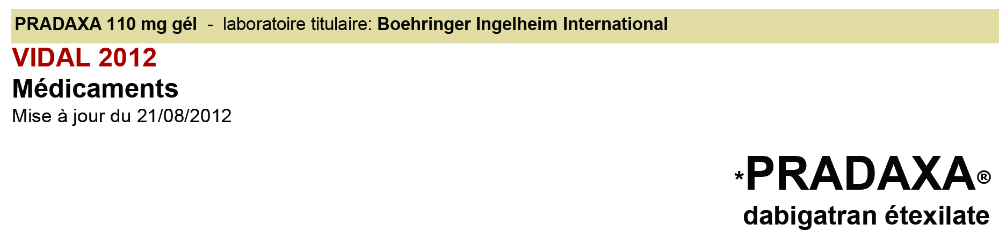 PRADAXA 110 mg gél - laboratoire titulaire: Boehringer Ingelheim International
VIDAL 2012
Médicaments
Mise à jour du 21/08/2012
*PRADAXA®
dabigatran étexilate